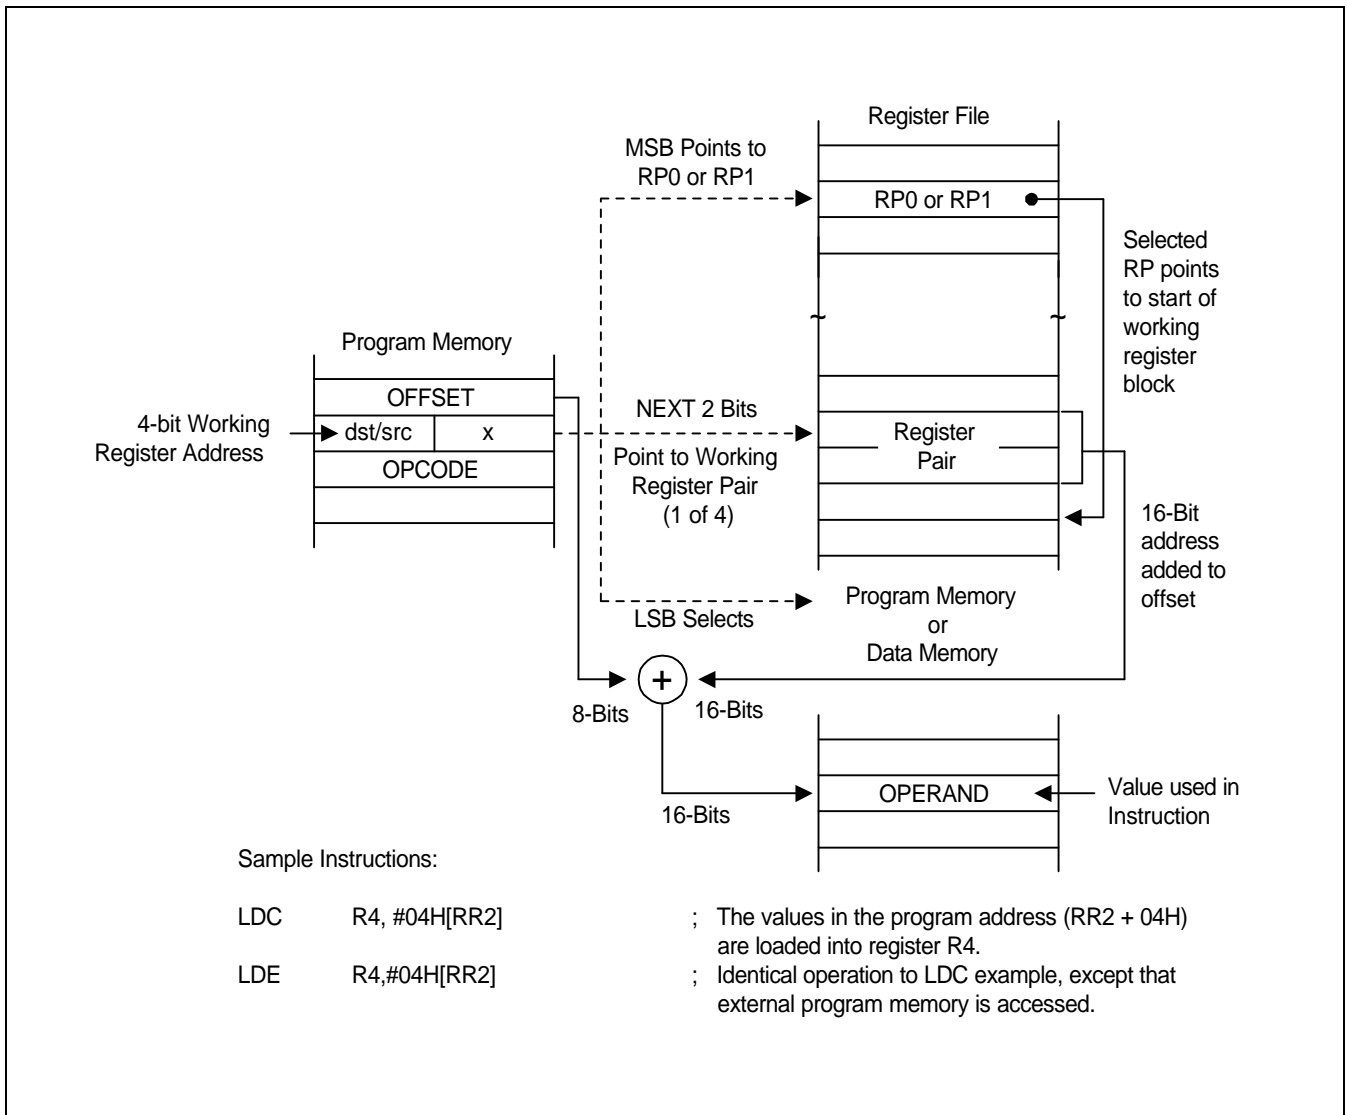 Register File
MSB Points to
RP0 or RP1
RP0 or RP1
Selected
RP points
to start of
working
register
block
~
~
Program Memory
OFFSET
4-bit Working
Register Address
dst/src
x
OPCODE
NEXT 2 Bits
Point to Working
Register Pair
(1 of 4)
Register
Pair
16-Bit
address
added to
offset
LSB Selects
Program Memory
or
Data Memory
+
8-Bits
16-Bits
16-Bits
OPERAND
Value used in
Instruction
Sample Instructions:
LDC R4, #04H[RR2] ; The values in the program address (RR2 + 04H)
are loaded into register R4.
LDE R4,#04H[RR2] ; Identical operation to LDC example, except that
external program memory is accessed.